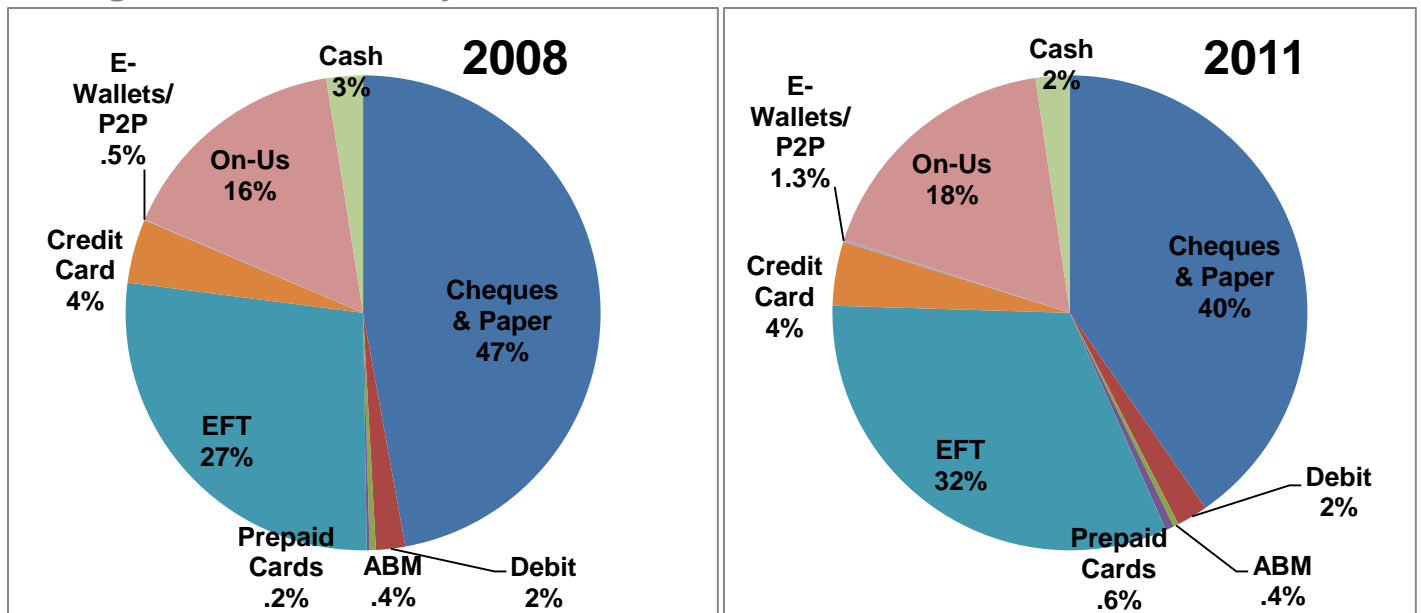 2008
Cash
3%
E-
Wallets/
P2P
.5%
On-Us
16%
Credit
Card
4%
Cheques
& Paper
47%
EFT
27%
Prepaid
Cards
.2%
ABM
.4%
Debit
2%
2011
Cash
2%
E-
Wallets/
P2P
1.3%
On-Us
18%
Credit
Card
4%
Cheques
& Paper
40%
EFT
32%
Debit
2%
Prepaid
Cards
.6%
ABM
.4%